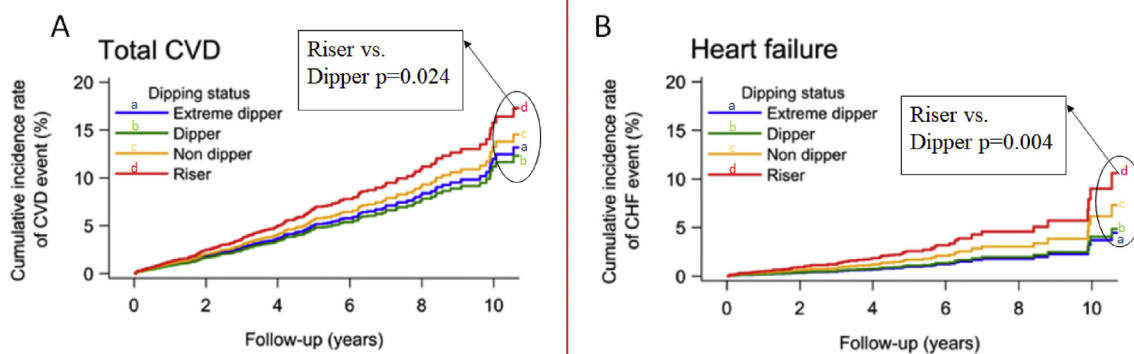 A
Total CVD
Riser vs.
Dipper p=0.024
Cumulative incidence rate
of CVD event (%)
20
15
10
5
0
Dipping status
a Extreme dipper
b Dipper
c Non dipper
d Riser
d
c
a
b
0 2 4 6 8 10
Follow-up (years)
B
Heart failure
Riser vs.
Dipper p=0.004
Cumulative incidence rate
of CHF event (%)
20
15
10
5
0
Dipping status
a Extreme dipper
b Dipper
c Non dipper
d Riser
d
c
b
a
0 2 4 6 8 10
Follow-up (years)